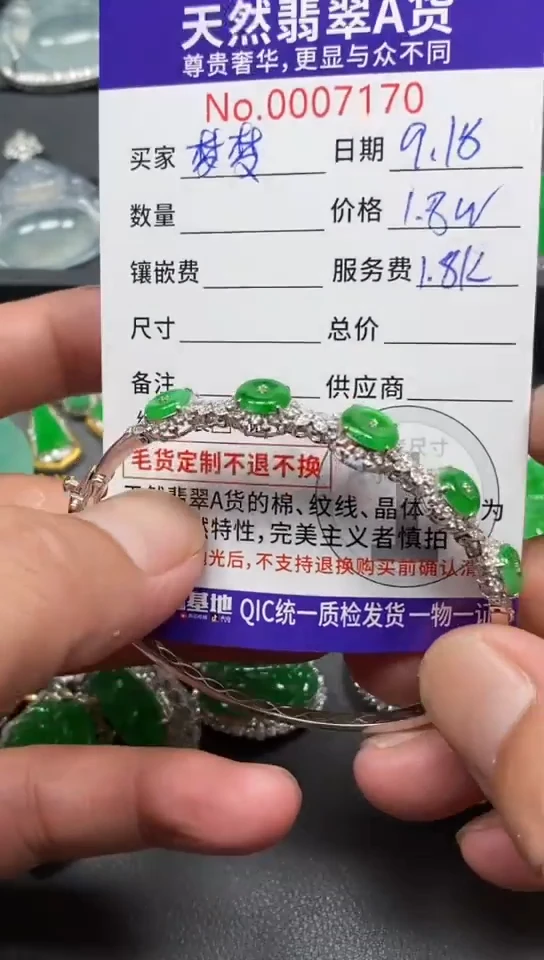 天然翡翠A货
尊贵奢华,更显与众不同
No.0007170
买家 梦梦 日期 9.18
数量 价格 1.8W
镶嵌费 服务费 1.8K
尺寸 总价
备注 供应商
毛货定制不退不换
天然翡翠A货的棉、纹线、晶体 为
然特性,完美主义者慎拍
光后,不支持退换购买前确认清
基地 QIC统一质检发货一物一证